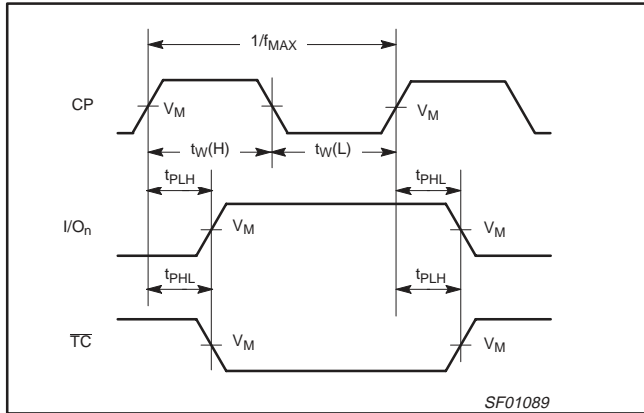 1/fMAX
CP
VM
VM
tW(H)
tW(L)
tPLH
tPHL
I/On
VM
VM
tPHL
tPLH
TC
VM
VM
SF01089